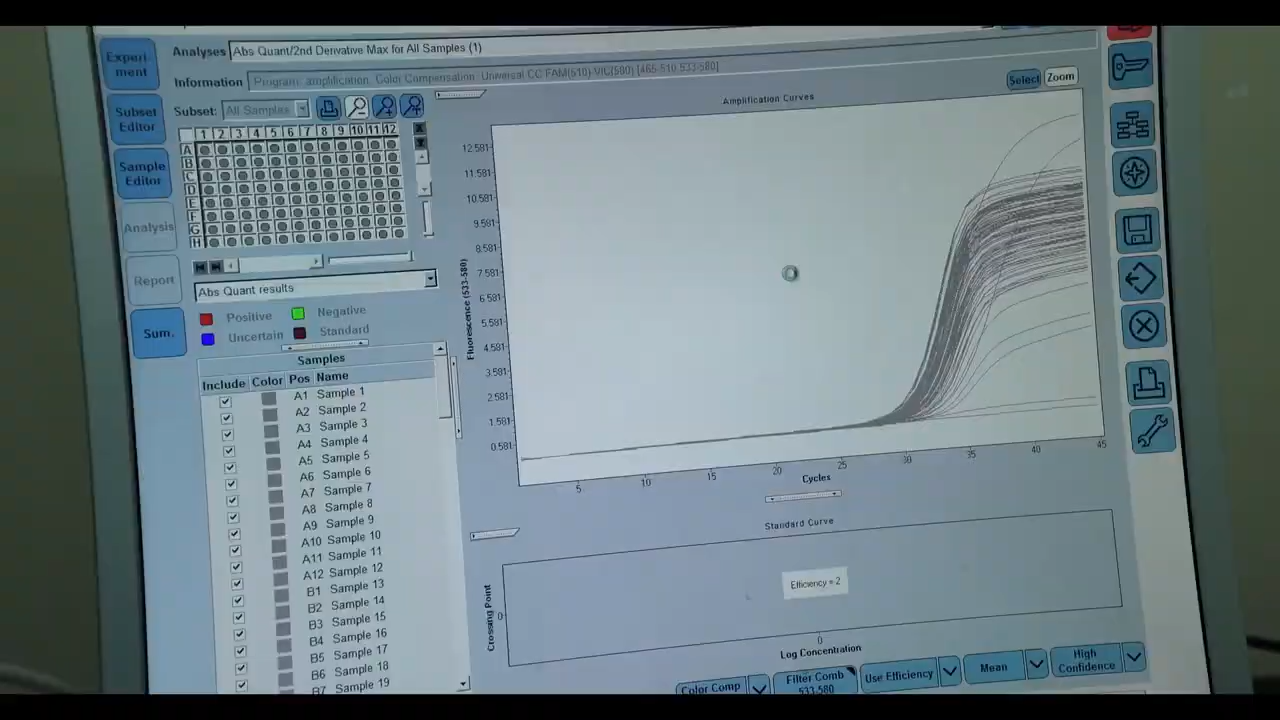 Analyses Abs Quant/2nd Derivative Max for All Samples (1)
Information Program: amplification, Color Compensation: Universal CC FAM(510)-VIC(580) [465-510,533-580]
Subset: All Samples
Select Zoom
Experi-
ment
Subset
Editor
Sample
Editor
Analysis
Report
Sum.
1 2 3 4 5 6 7 8 9 10 11 12
A
B
C
D
E
F
G
H
Abs Quant results
Positive Negative
Uncertain Standard
Samples
Include Color Pos Name
A1 Sample 1
A2 Sample 2
A3 Sample 3
A4 Sample 4
A5 Sample 5
A6 Sample 6
A7 Sample 7
A8 Sample 8
A9 Sample 9
A10 Sample 10
A11 Sample 11
A12 Sample 12
B1 Sample 13
B2 Sample 14
B3 Sample 15
B4 Sample 16
B5 Sample 17
B6 Sample 18
B7 Sample 19
Amplification Curves
Fluorescence (533-580)
12.581
11.581
10.581
9.581
8.581
7.581
6.581
5.581
4.581
3.581
2.581
1.581
0.581
5 10 15 20 25 30 35 40 45
Cycles
Standard Curve
Crossing Point
0
Efficiency = 2
0
Log Concentration
Color Comp
Filter Comb
533-580
Use Efficiency
Mean
High
Confidence